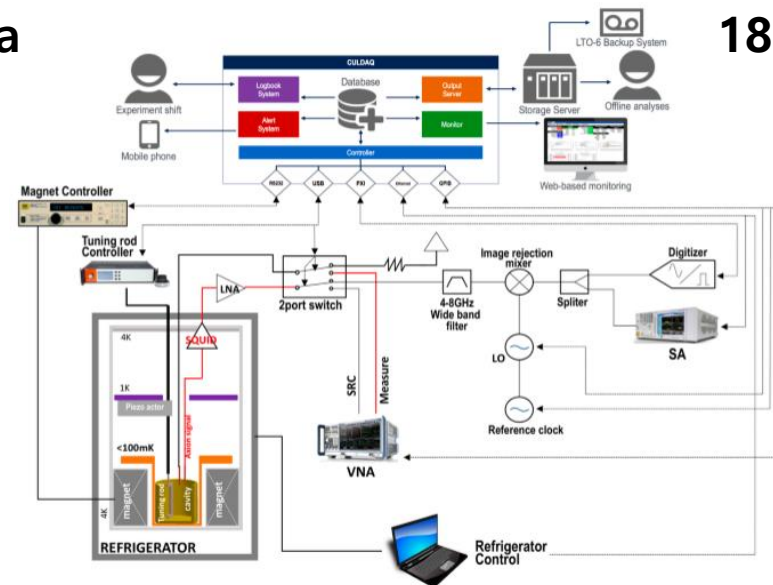 a
18
CULDAQ
LTO-6 Backup System
Logbook
System
Database
Output
Server
Experiment shift
Storage Server
Offline analyses
Alert
System
Monitor
Mobile phone
Controller
Web-based monitoring
RS232
USB
PXI
Ethernet
GPIB
Magnet Controller
Tuning rod
Controller
LNA
2port switch
4-8GHz
Wide band
filter
Image rejection
mixer
Spliter
Digitizer
SA
LO
Reference clock
SQUID
4K
1K
Piezo actor
<100mK
Axion signal
SRC
Measure
VNA
4K
magnet
Tuning rod
cavity
magnet
REFRIGERATOR
Refrigerator
Control